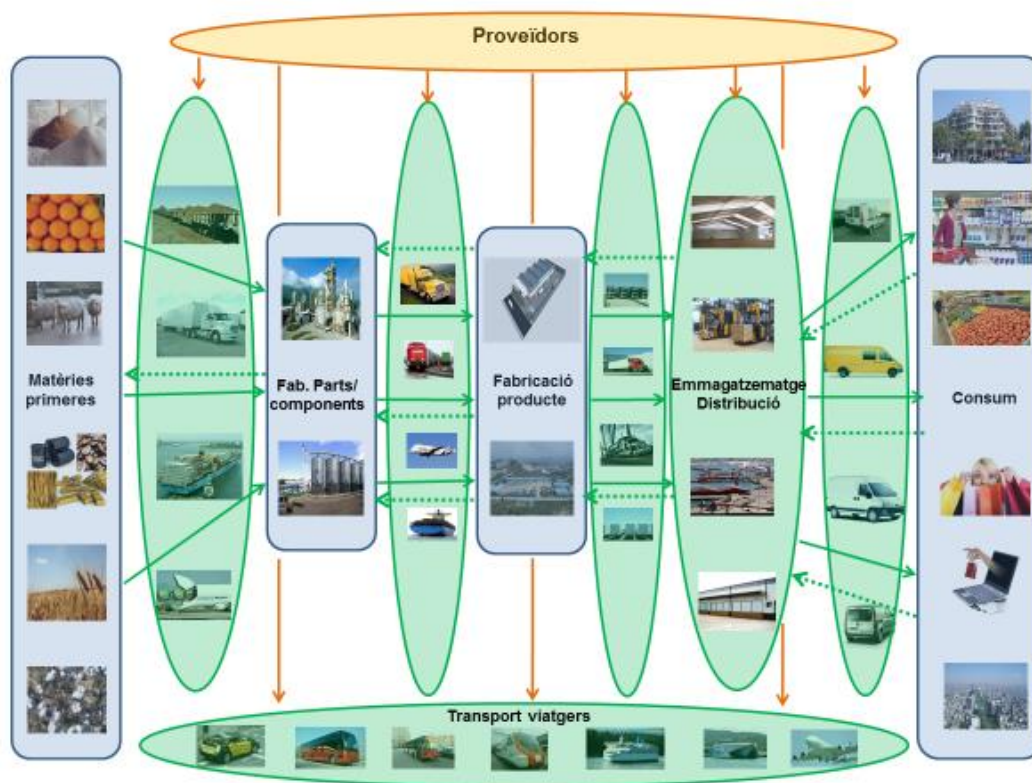 Proveïdors
Matèries
primeres
Fab. Parts/
components
Fabricació
producte
Emmagatzematge
Distribució
Consum
Transport viatgers